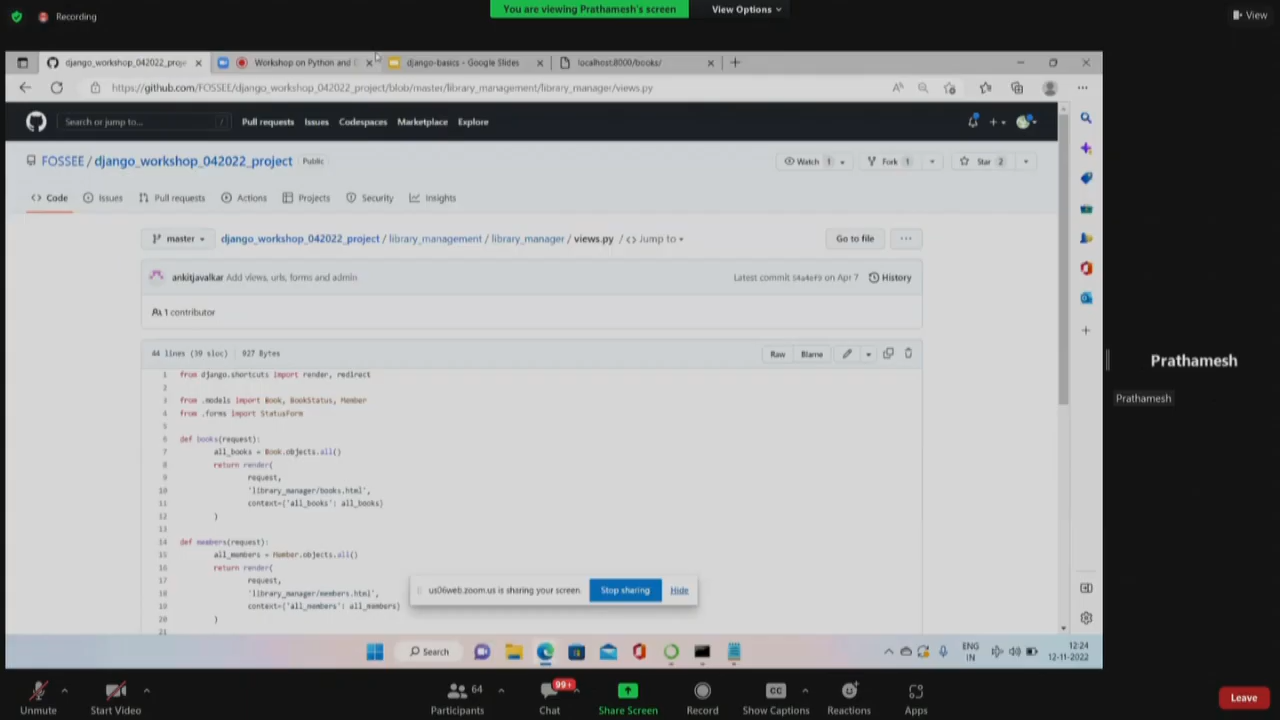 Recording
You are viewing Prathamesh's screen
View Options
View
django_workshop_042022_proje
Workshop on Python and
django-basics - Google Slides
localhost:8000/books/
https://github.com/FOSSEE/django_workshop_042022_project/blob/master/library_management/library_manager/views.py
Search or jump to...
/
Pull requests
Issues
Codespaces
Marketplace
Explore
FOSSEE / django_workshop_042022_project
Public
Watch 1
Fork 1
Star 2
<> Code
Issues
Pull requests
Actions
Projects
Security
Insights
master
django_workshop_042022_project / library_management / library_manager / views.py / <> Jump to
Go to file
...
ankitjavalkar Add views, urls, forms and admin
Latest commit on Apr 7
History
1 contributor
44 lines (39 sloc) | 927 Bytes
Raw
Blame
1 from django.shortcuts import render, redirect
2
3 from .models import Book, BookStatus, Member
4 from .forms import StatusForm
5
6 def books(request):
7 all_books = Book.objects.all()
8 return render(
9 request,
10 'library_manager/books.html',
11 context={'all_books': all_books}
12 )
13
14 def members(request):
15 all_members = Member.objects.all()
16 return render(
17 request,
18 'library_manager/members.html',
19 context={'all_members': all_members}
20 )
21
us06web.zoom.us is sharing your screen.
Stop sharing
Hide
Prathamesh
Prathamesh
Search
ENG
IN
12:24
12-11-2022
Unmute
Start Video
64
Participants
99+
Chat
Share Screen
Record
CC
Show Captions
Reactions
Apps
Leave